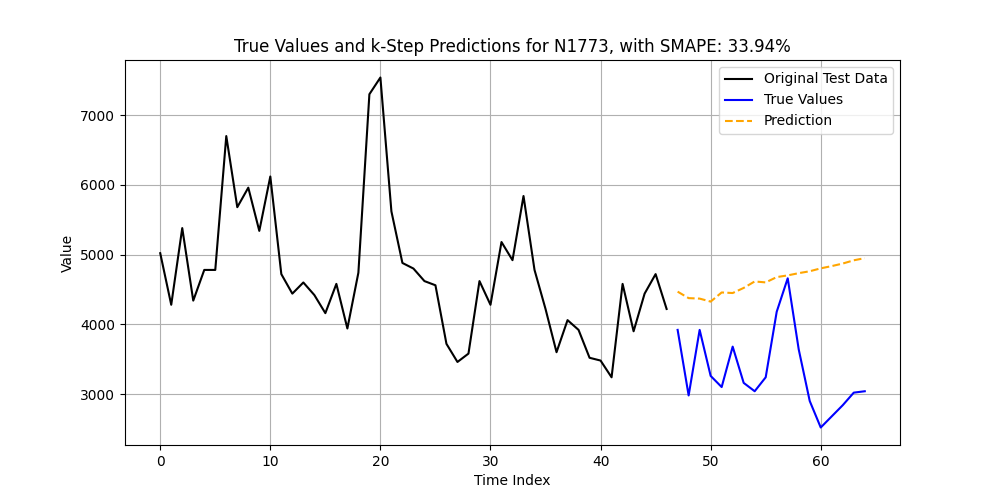 True Values and k-Step Predictions for N1773, with SMAPE: 33.94%
Original Test Data
True Values
Prediction
Value
7000
6000
5000
4000
3000
0 10 20 30 40 50 60
Time Index